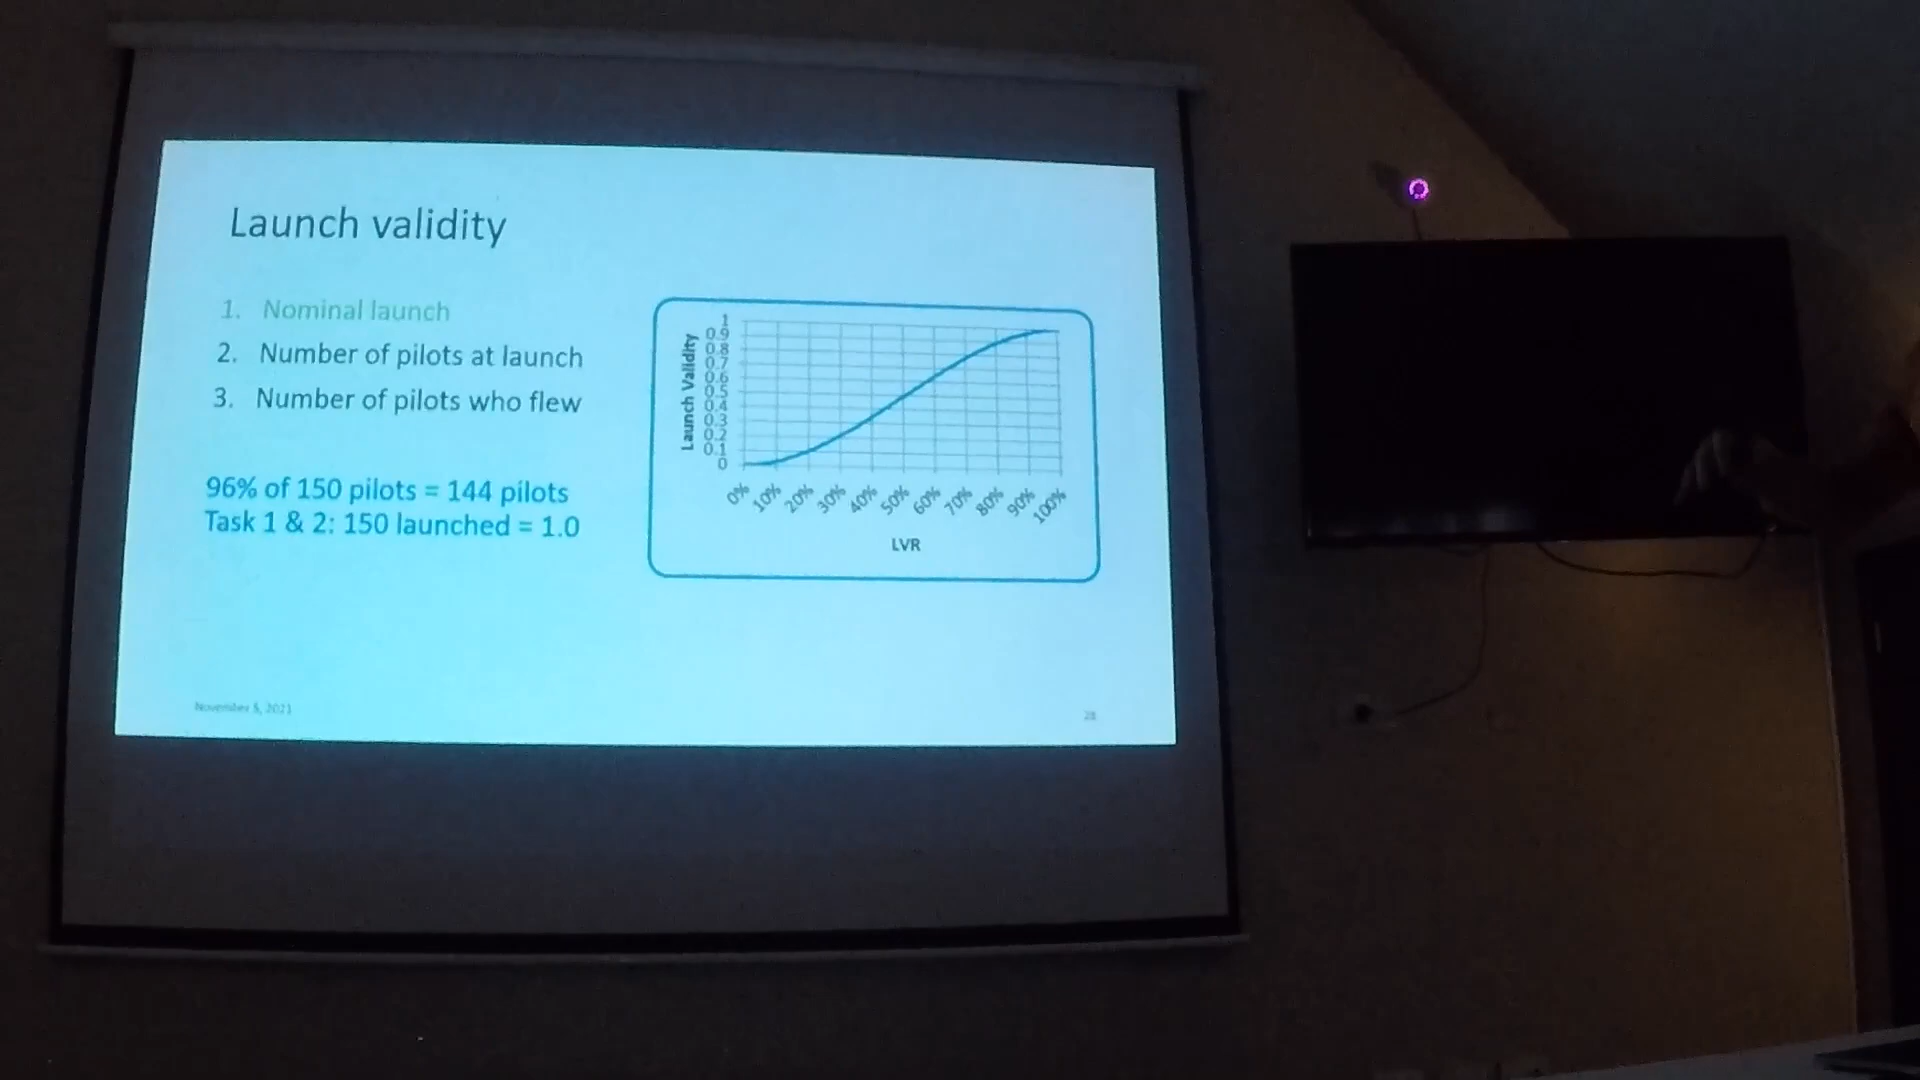 Launch validity
1. Nominal launch
2. Number of pilots at launch
3. Number of pilots who flew
96% of 150 pilots = 144 pilots
Task 1 & 2: 150 launched = 1.0
Launch Validity
1
0.9
0.8
0.7
0.6
0.5
0.4
0.3
0.2
0.1
0
0% 10% 20% 30% 40% 50% 60% 70% 80% 90% 100%
LVR
November 5, 2021
28